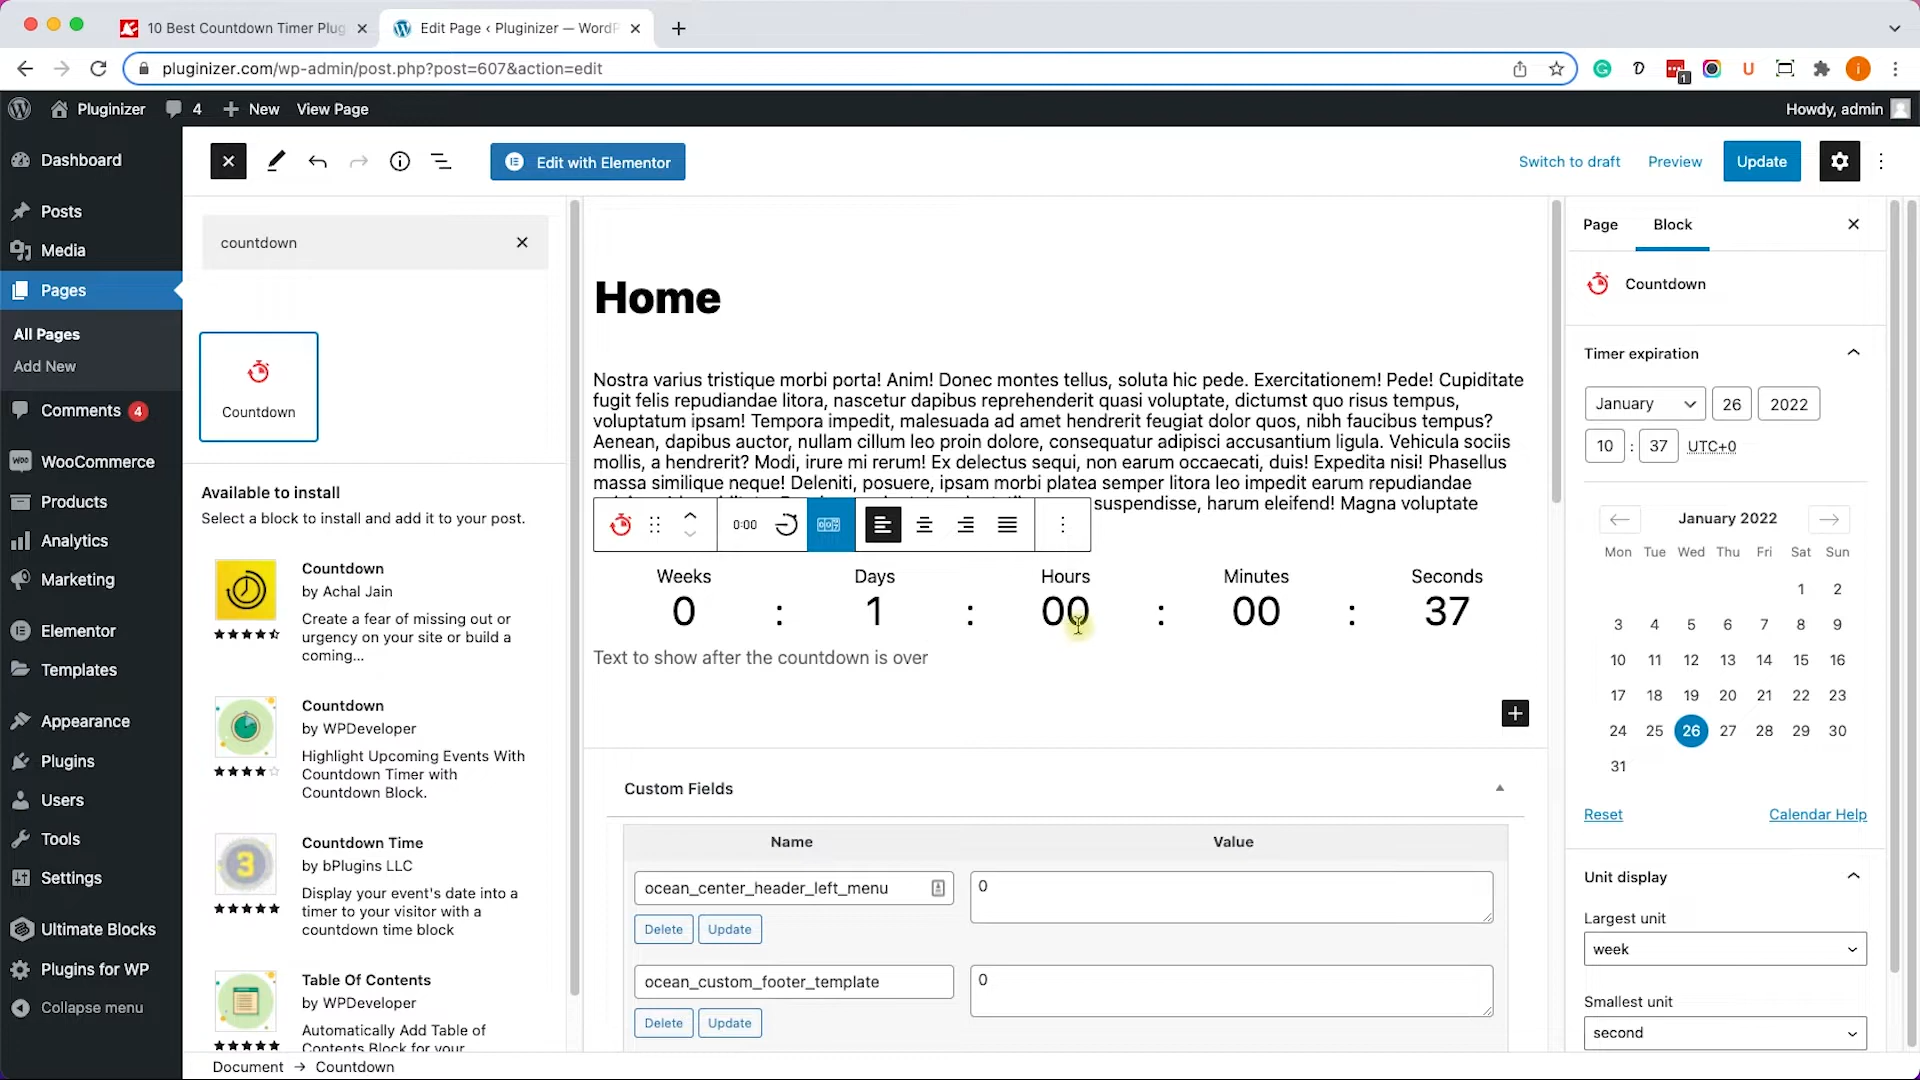 10 Best Countdown Timer Plug
Edit Page ‹ Pluginizer — WordP
pluginizer.com/wp-admin/post.php?post=607&action=edit
Pluginizer
4
New
View Page
Howdy, admin
Dashboard
Posts
Media
Pages
All Pages
Add New
Comments 4
WooCommerce
Products
Analytics
Marketing
Elementor
Templates
Appearance
Plugins
Users
Tools
Settings
Ultimate Blocks
Plugins for WP
Collapse menu
Edit with Elementor
Switch to draft
Preview
Update
countdown
Countdown
Available to install
Select a block to install and add it to your post.
Countdown
by Achal Jain
Create a fear of missing out or
urgency on your site or build a
coming...
Countdown
by WPDeveloper
Highlight Upcoming Events With
Countdown Timer with
Countdown Block.
Countdown Time
by bPlugins LLC
Display your event's date into a
timer to your visitor with a
countdown time block
Table Of Contents
by WPDeveloper
Automatically Add Table of
Contents Block for your
Home
Nostra varius tristique morbi porta! Anim! Donec montes tellus, soluta hic pede. Exercitationem! Pede! Cupiditate
fugit felis repudiandae litora, nascetur dapibus reprehenderit quasi voluptate, dictumst quo risus tempus,
voluptatum ipsam! Tempora impedit, malesuada ad amet hendrerit feugiat dolor quos, nibh faucibus tempus?
Aenean, dapibus auctor, nullam cillum leo proin dolore, consequatur adipisci accusantium ligula. Vehicula sociis
mollis, a hendrerit? Modi, irure mi rerum! Ex delectus sequi, non earum occaecati, duis! Expedita nisi! Phasellus
massa similique neque! Deleniti, posuere, ipsam morbi platea semper litora leo impedit earum repudiandae
suspendisse, harum eleifend! Magna voluptate
0:00
Weeks Days Hours Minutes Seconds
0 : 1 : 00 : 00 : 37
Text to show after the countdown is over
Custom Fields
Name Value
ocean_center_header_left_menu 0
Delete Update
ocean_custom_footer_template 0
Delete Update
Document → Countdown
Page Block
Countdown
Timer expiration
January 26 2022
10 : 37 UTC+0
January 2022
Mon Tue Wed Thu Fri Sat Sun
1 2
3 4 5 6 7 8 9
10 11 12 13 14 15 16
17 18 19 20 21 22 23
24 25 26 27 28 29 30
31
Reset Calendar Help
Unit display
Largest unit
week
Smallest unit
second